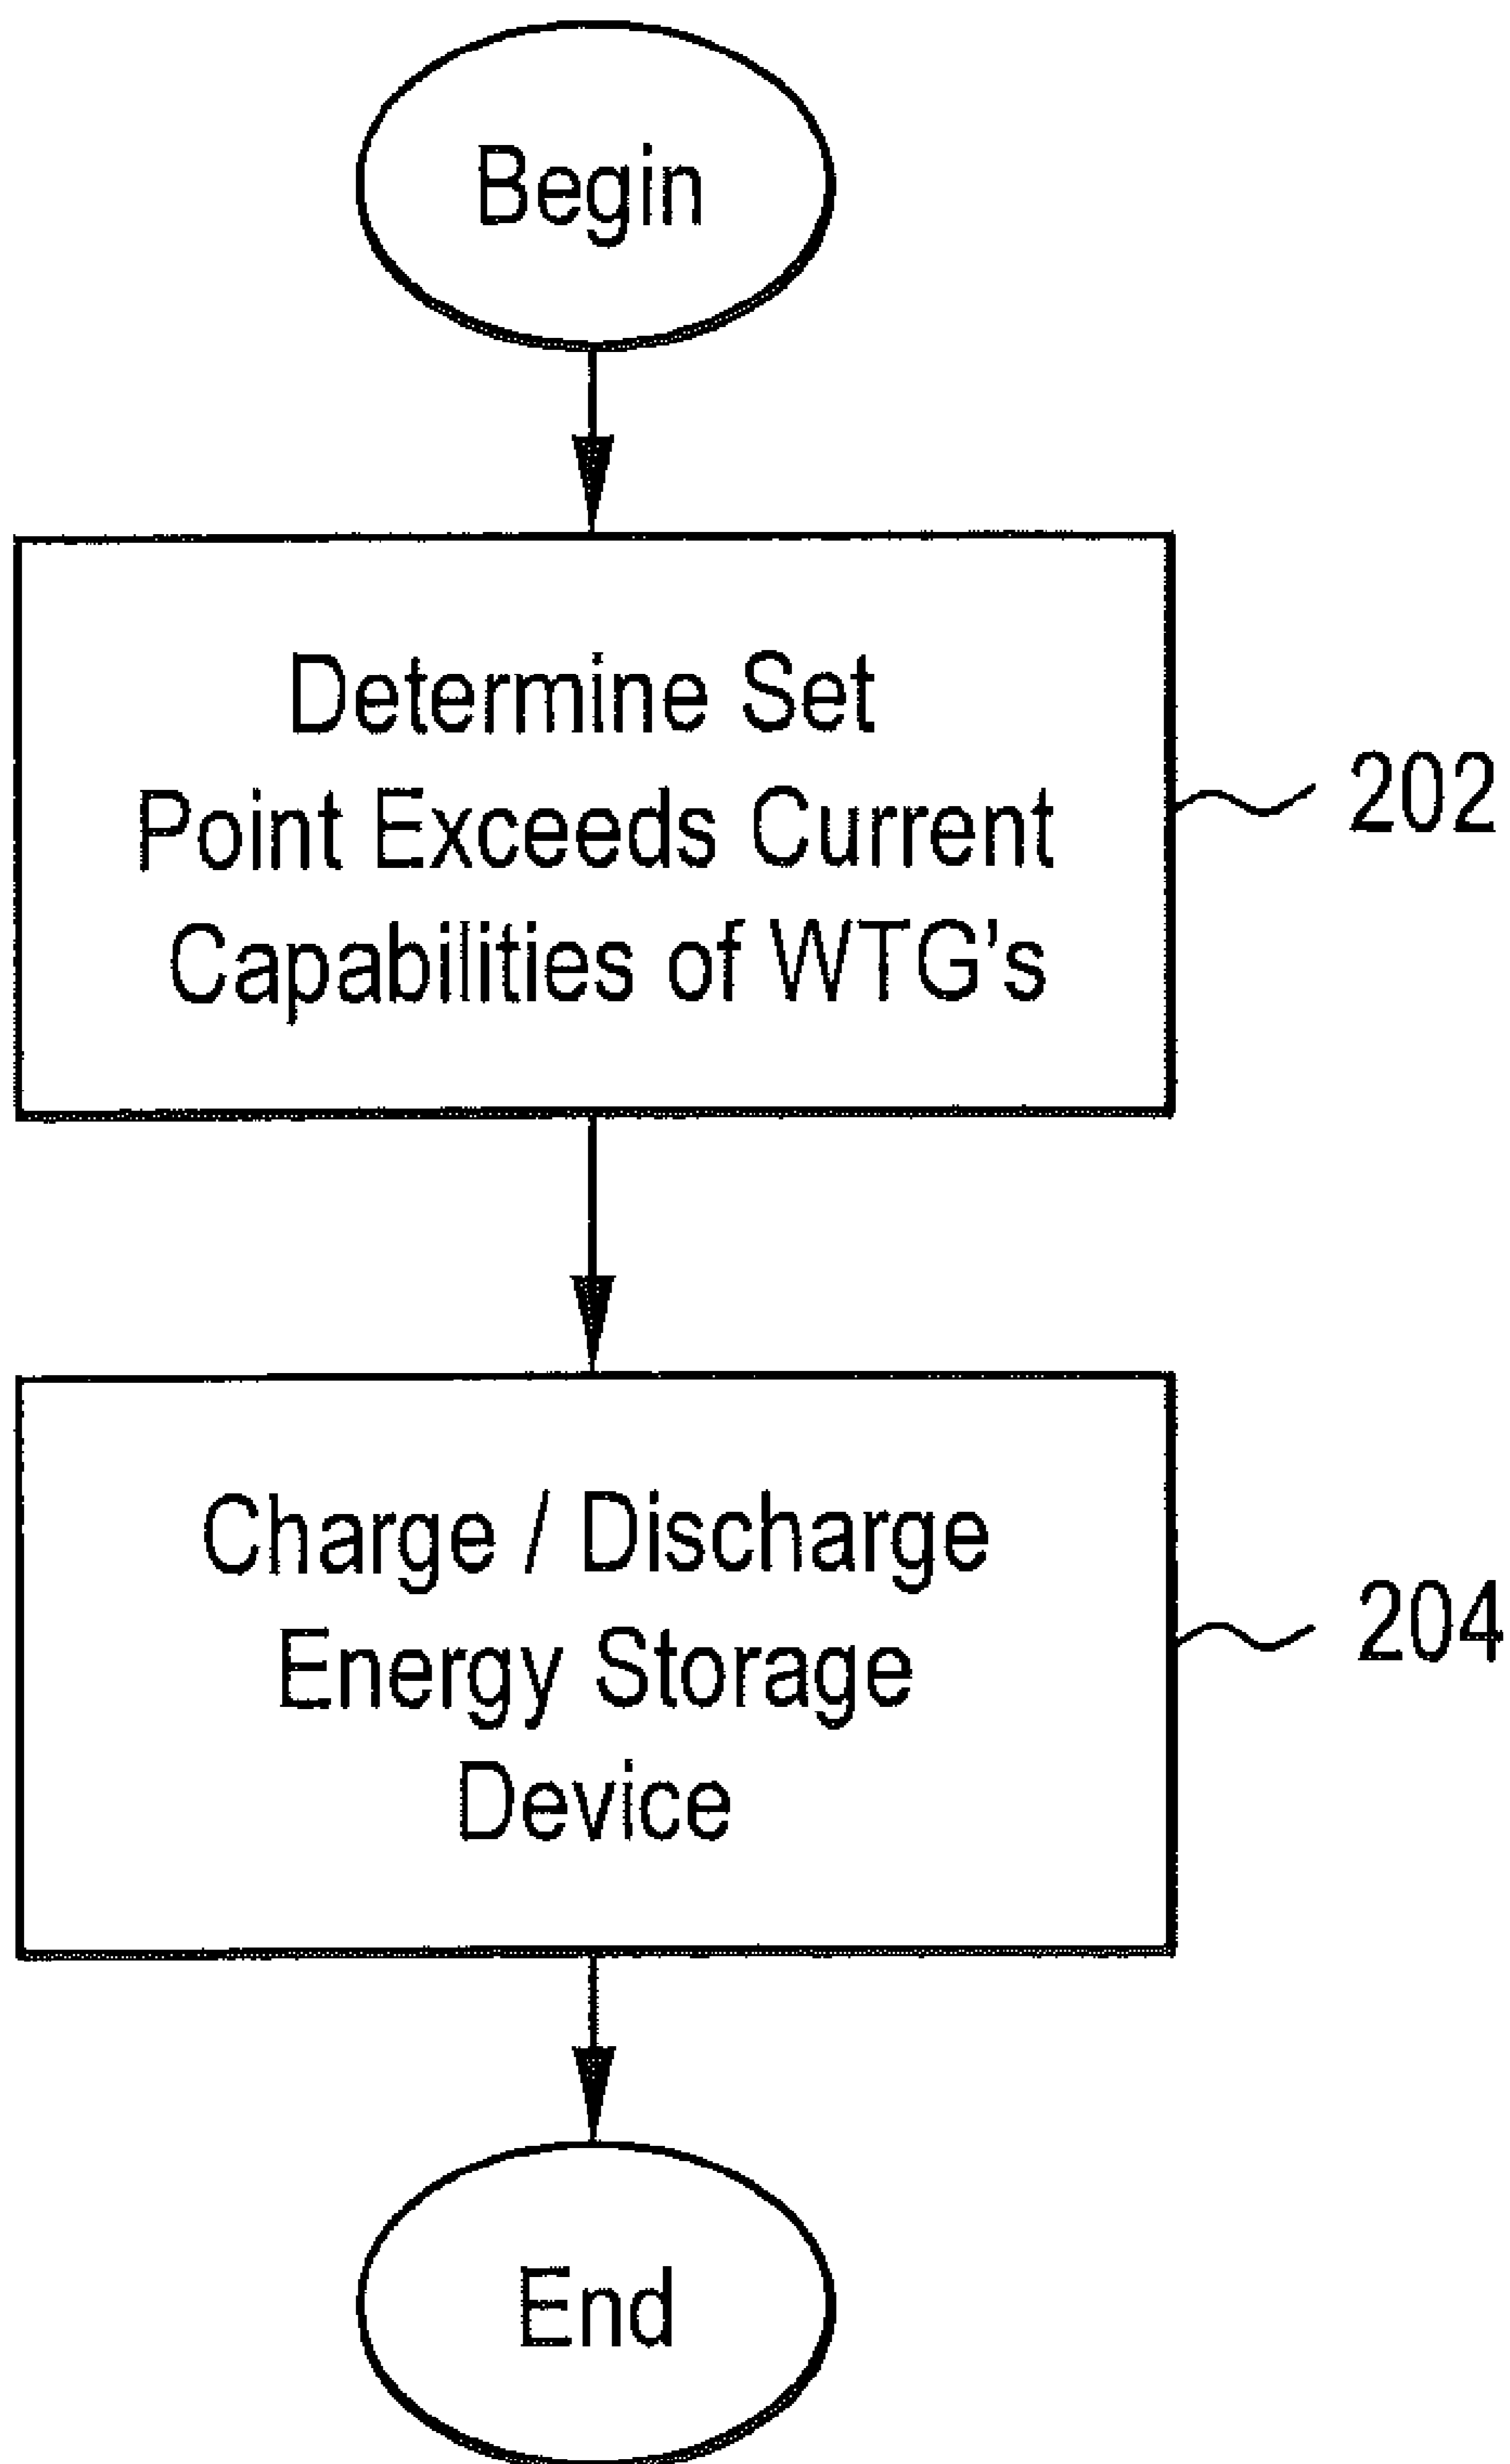 Begin
Determine Set
Point Exceeds Current
Capabilities of WTG's
202
Charge / Discharge
Energy Storage
Device
204
End